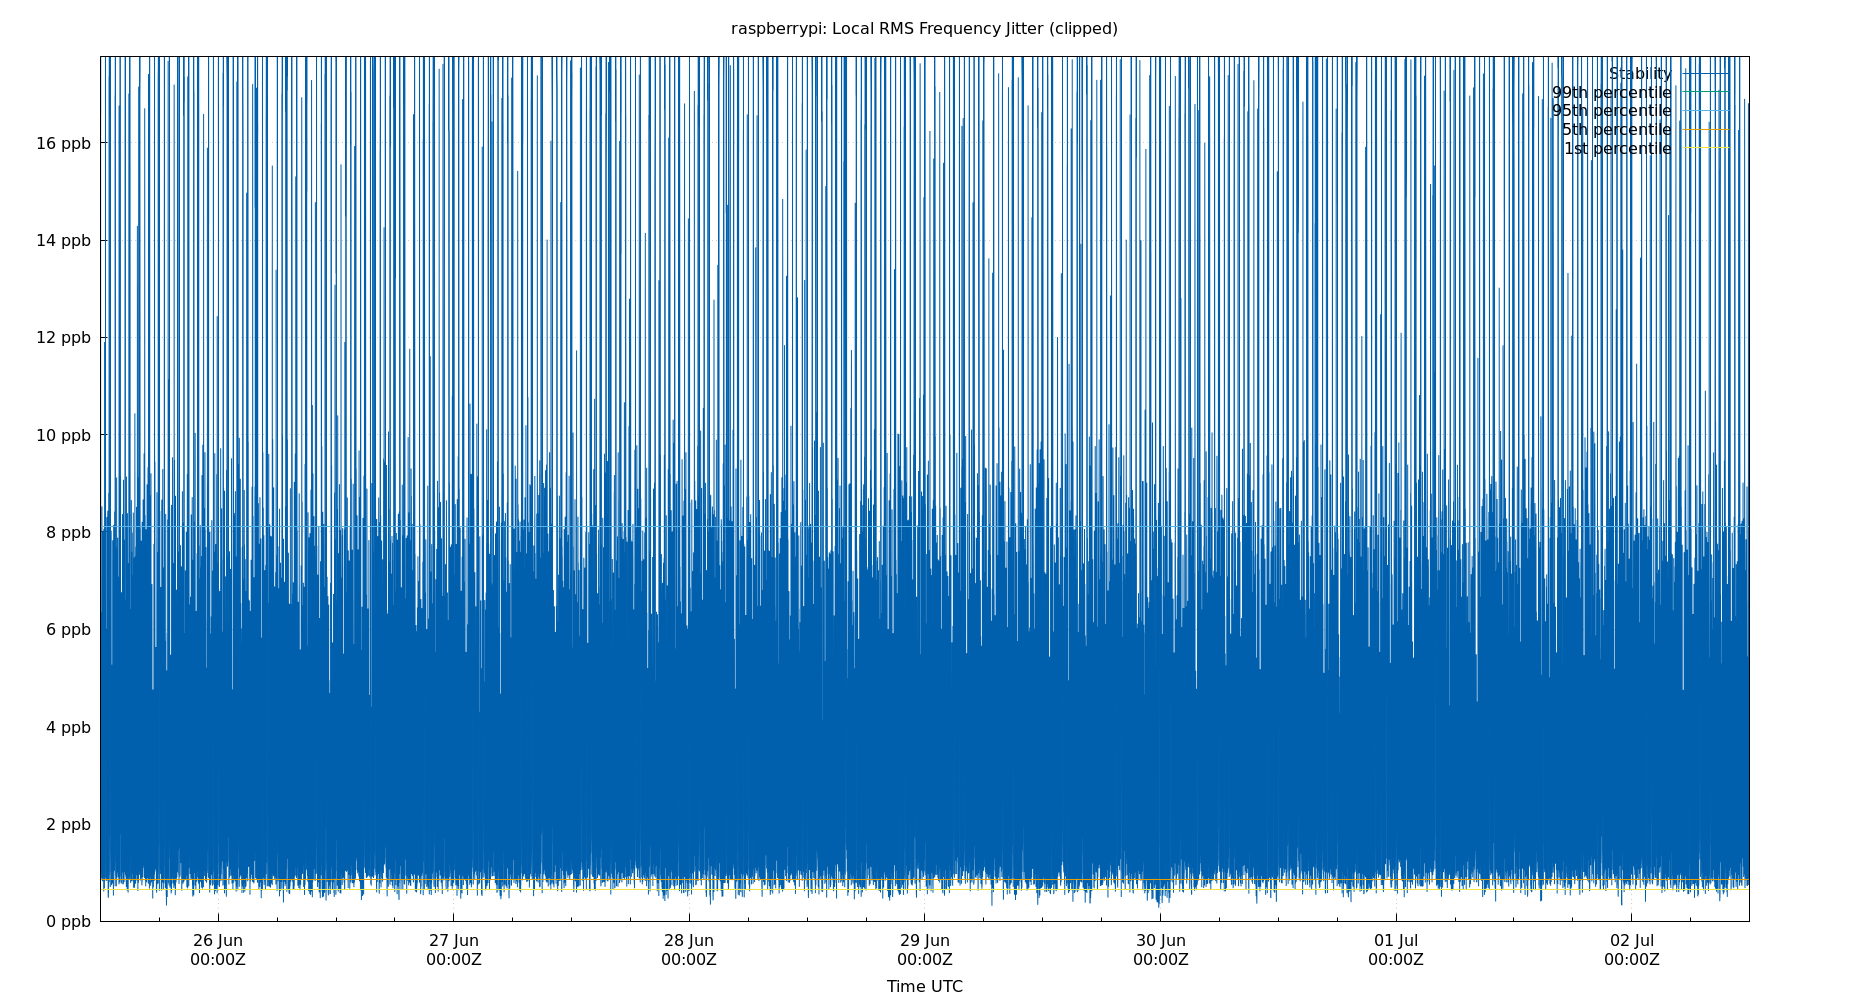 raspberrypi: Local RMS Frequency Jitter (clipped)
Stability
99th percentile
95th percentile
5th percentile
1st percentile
16 ppb
14 ppb
12 ppb
10 ppb
8 ppb
6 ppb
4 ppb
2 ppb
0 ppb
26 Jun 27 Jun 28 Jun 29 Jun 30 Jun 01 Jul 02 Jul
00:00Z 00:00Z 00:00Z 00:00Z 00:00Z 00:00Z 00:00Z
Time UTC